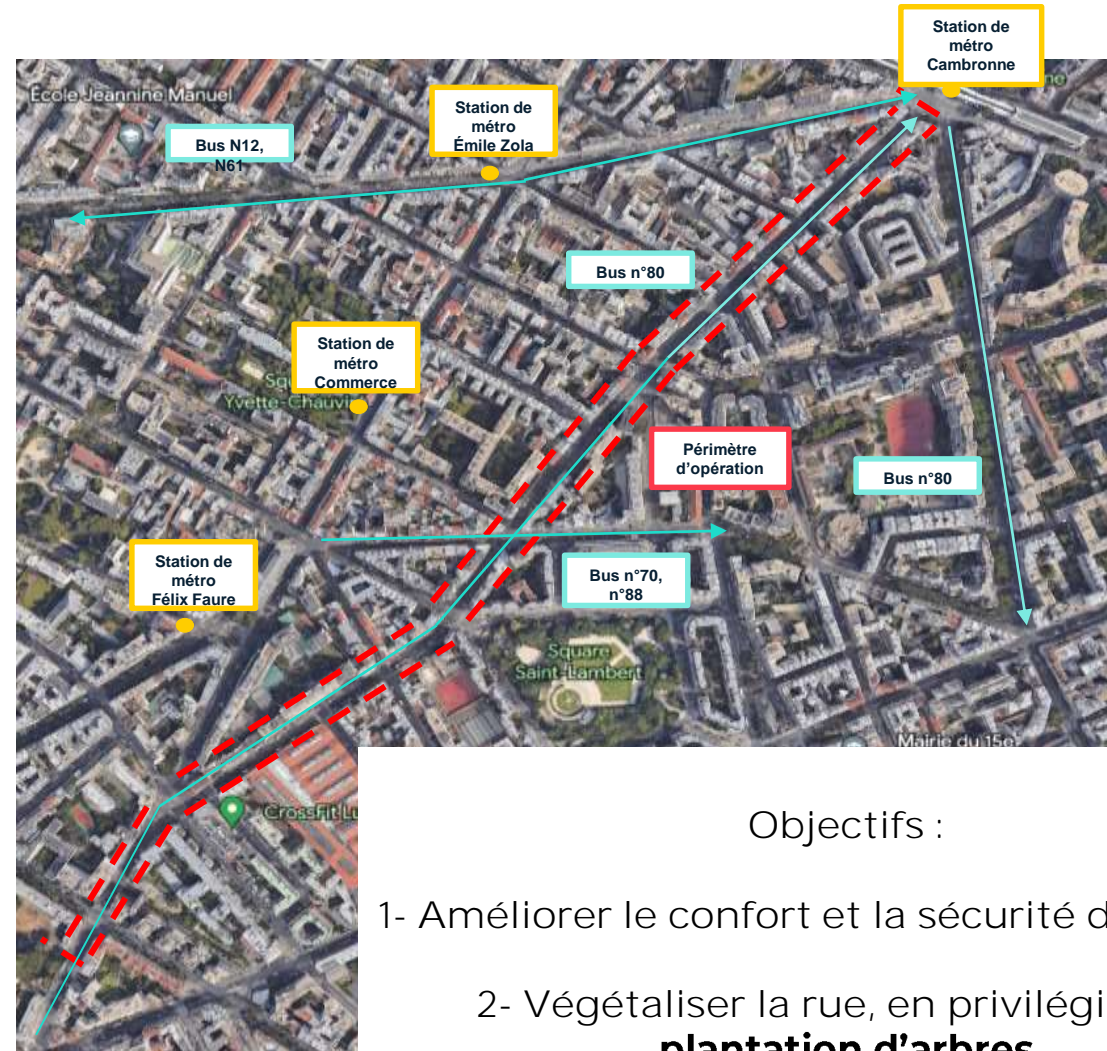 Station de
métro
Cambronne
École Jeannine Manuel
Station de
métro
Émile Zola
Bus N12,
N61
Bus n°80
Station de
métro
Commerce
Yvette-Chauvi
Périmètre
d'opération
Bus n°80
Station de
métro
Félix Faure
Bus n°70,
n°88
Square
Saint-Lambert
Mairie du 15e
CrossFit Lu
Objectifs :
1- Améliorer le confort et la sécurité d
2- Végétaliser la rue, en privilégi
plantation d'arbres